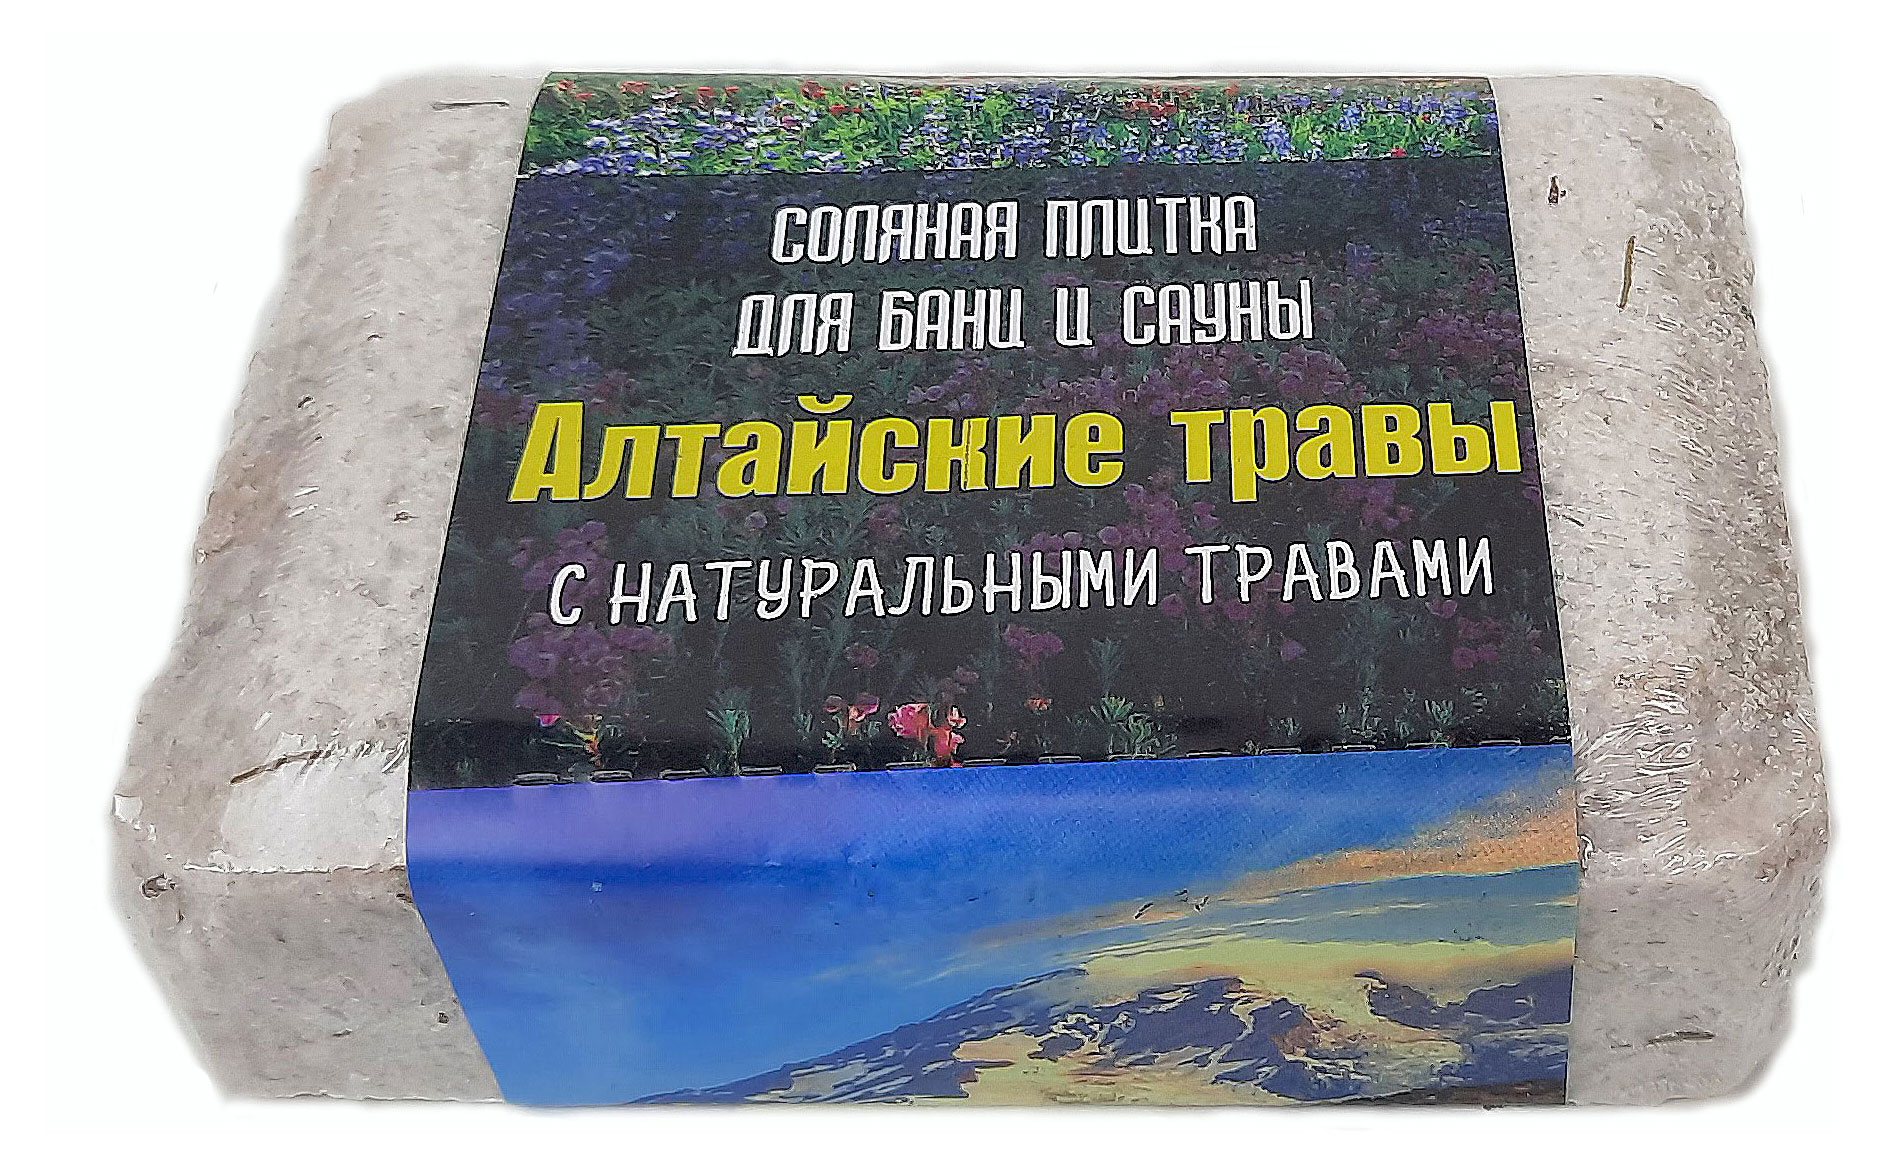 СОЛЯНАЯ ПЛИТКА
ДЛЯ БАНИ И САУНЫ
Алтайские травы
С НАТУРАЛЬНЫМИ ТРАВАМИ